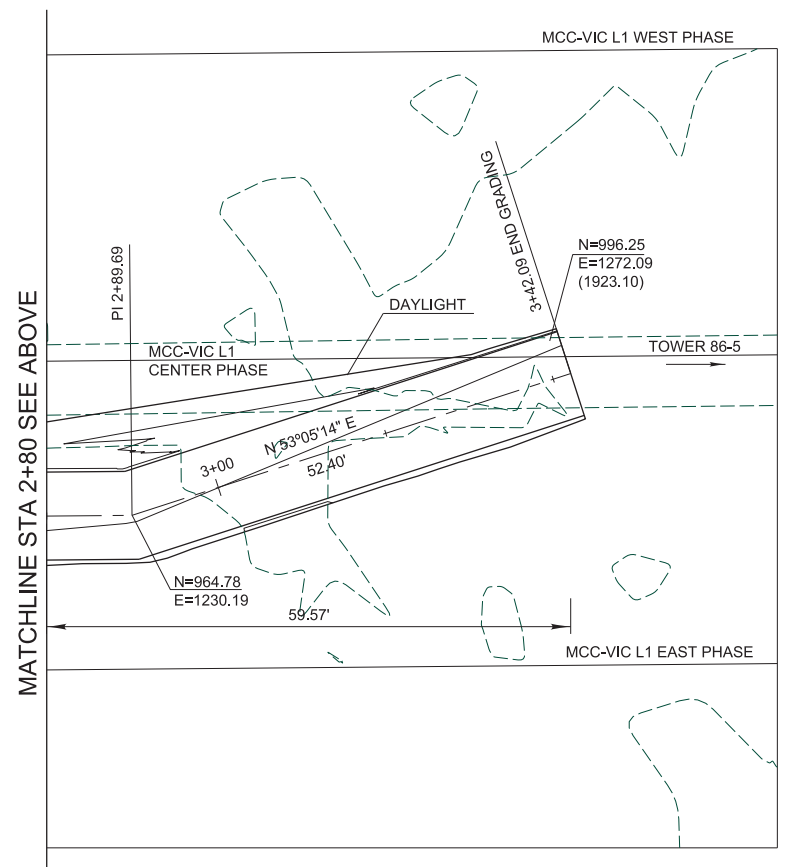 MCC-VIC L1 WEST PHASE
3+42.09 END GRADING
N=996.25
E=1272.09
(1923.10)
PI 2+89.69
DAYLIGHT
MCC-VIC L1
CENTER PHASE
TOWER 86-5
MATCHLINE STA 2+80 SEE ABOVE
N 53°05'14" E
3+00
52.40'
N=964.78
E=1230.19
59.57'
MCC-VIC L1 EAST PHASE